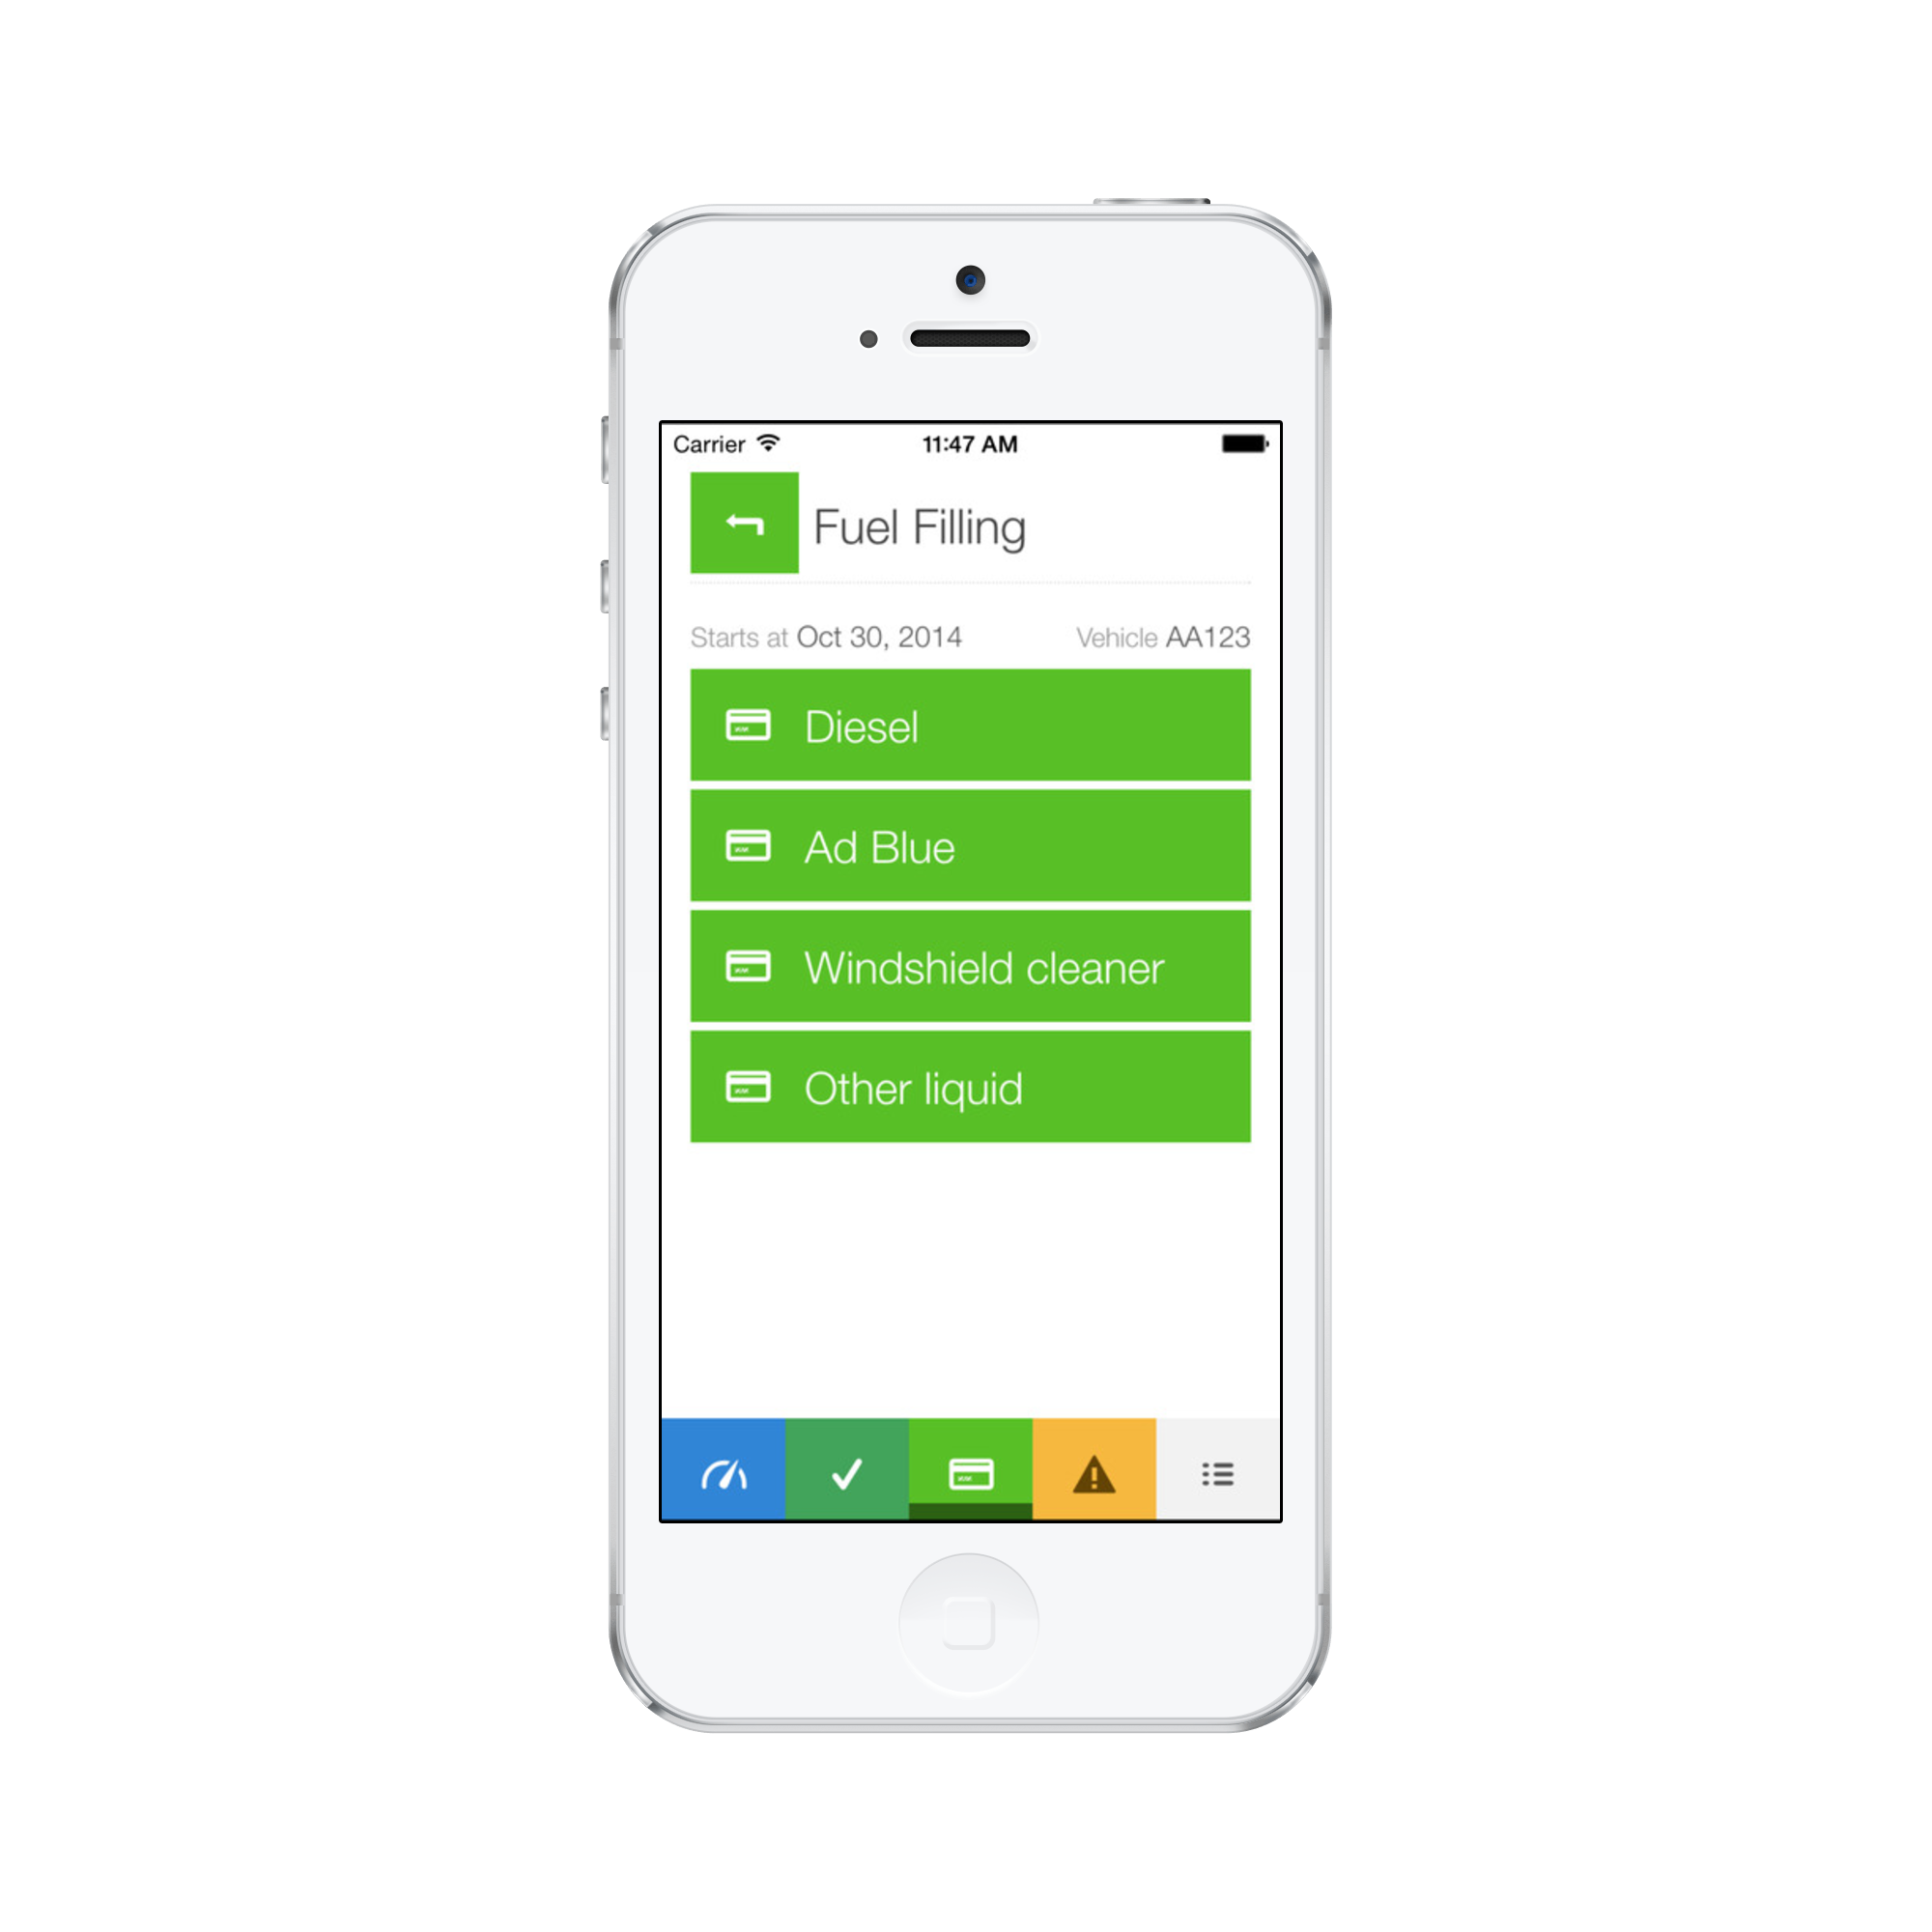 Carrier 11:47 AM
Fuel Filling
Starts at Oct 30, 2014 Vehicle AA123
Diesel
Ad Blue
Windshield cleaner
Other liquid